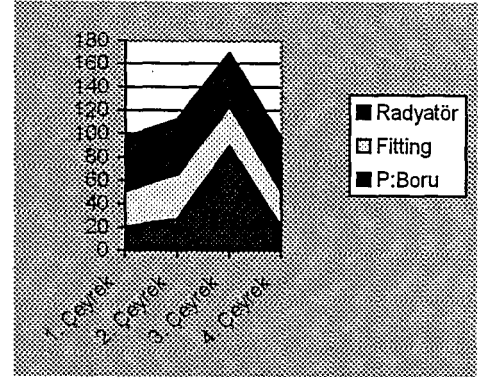 180
160
140
120
100
80
60
40
20
0
1. Çeyrek
2. Çeyrek
3. Çeyrek
4. Çeyrek
Radyatör
Fitting
P:Boru